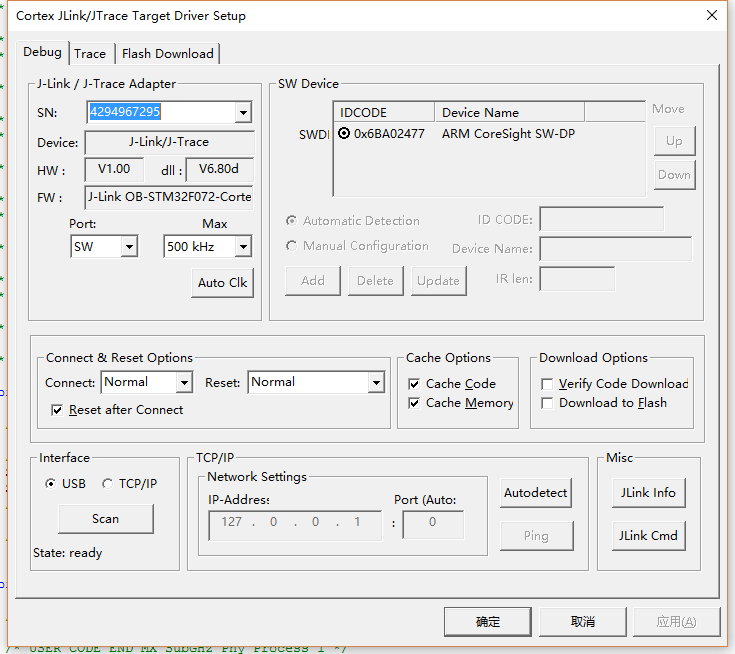 Cortex JLink/JTrace Target Driver Setup
Debug Trace Flash Download
J-Link / J-Trace Adapter
SN: 4294967295
Device: J-Link/J-Trace
HW : V1.00 dll : V6.80d
FW : J-Link OB-STM32F072-Corte
Port: Max
SW 500 kHz
Auto Clk
SW Device
IDCODE Device Name Move
SWDI 0x6BA02477 ARM CoreSight SW-DP
Up
Down
Automatic Detection ID CODE:
Manual Configuration Device Name:
Add Delete Update IR len:
Connect & Reset Options
Connect: Normal Reset: Normal
Reset after Connect
Cache Options
Cache Code
Cache Memory
Download Options
Verify Code Download
Download to Flash
Interface
USB TCP/IP
Scan
State: ready
TCP/IP
Network Settings
IP-Address Port (Auto:
127 . 0 . 0 . 1 : 0
Autodetect
Ping
Misc
JLink Info
JLink Cmd
确定 取消 应用(A)
/* USER CODE END MX_SubGHz_Phy_Process 1 */